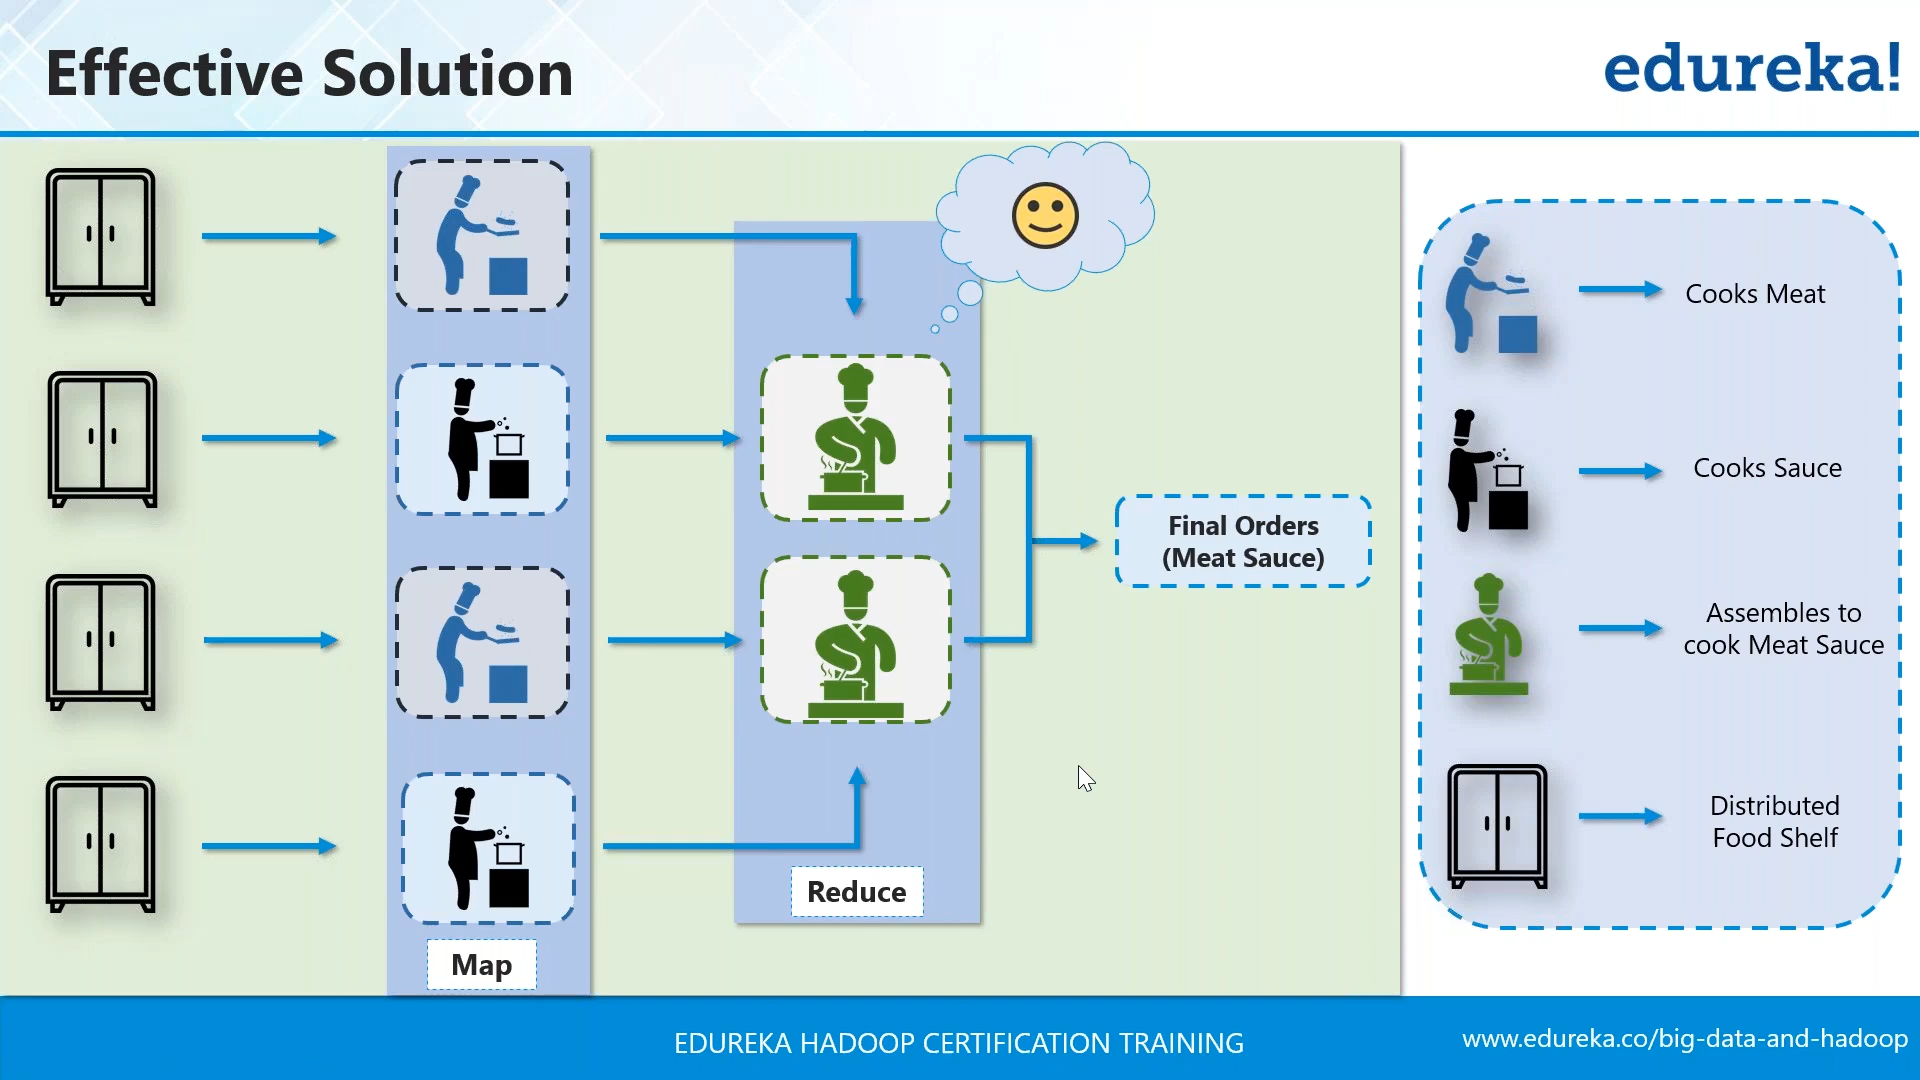 Effective Solution
edureka!
Map
Reduce
Final Orders
(Meat Sauce)
Cooks Meat
Cooks Sauce
Assembles to
cook Meat Sauce
Distributed
Food Shelf
EDUREKA HADOOP CERTIFICATION TRAINING
www.edureka.co/big-data-and-hadoop